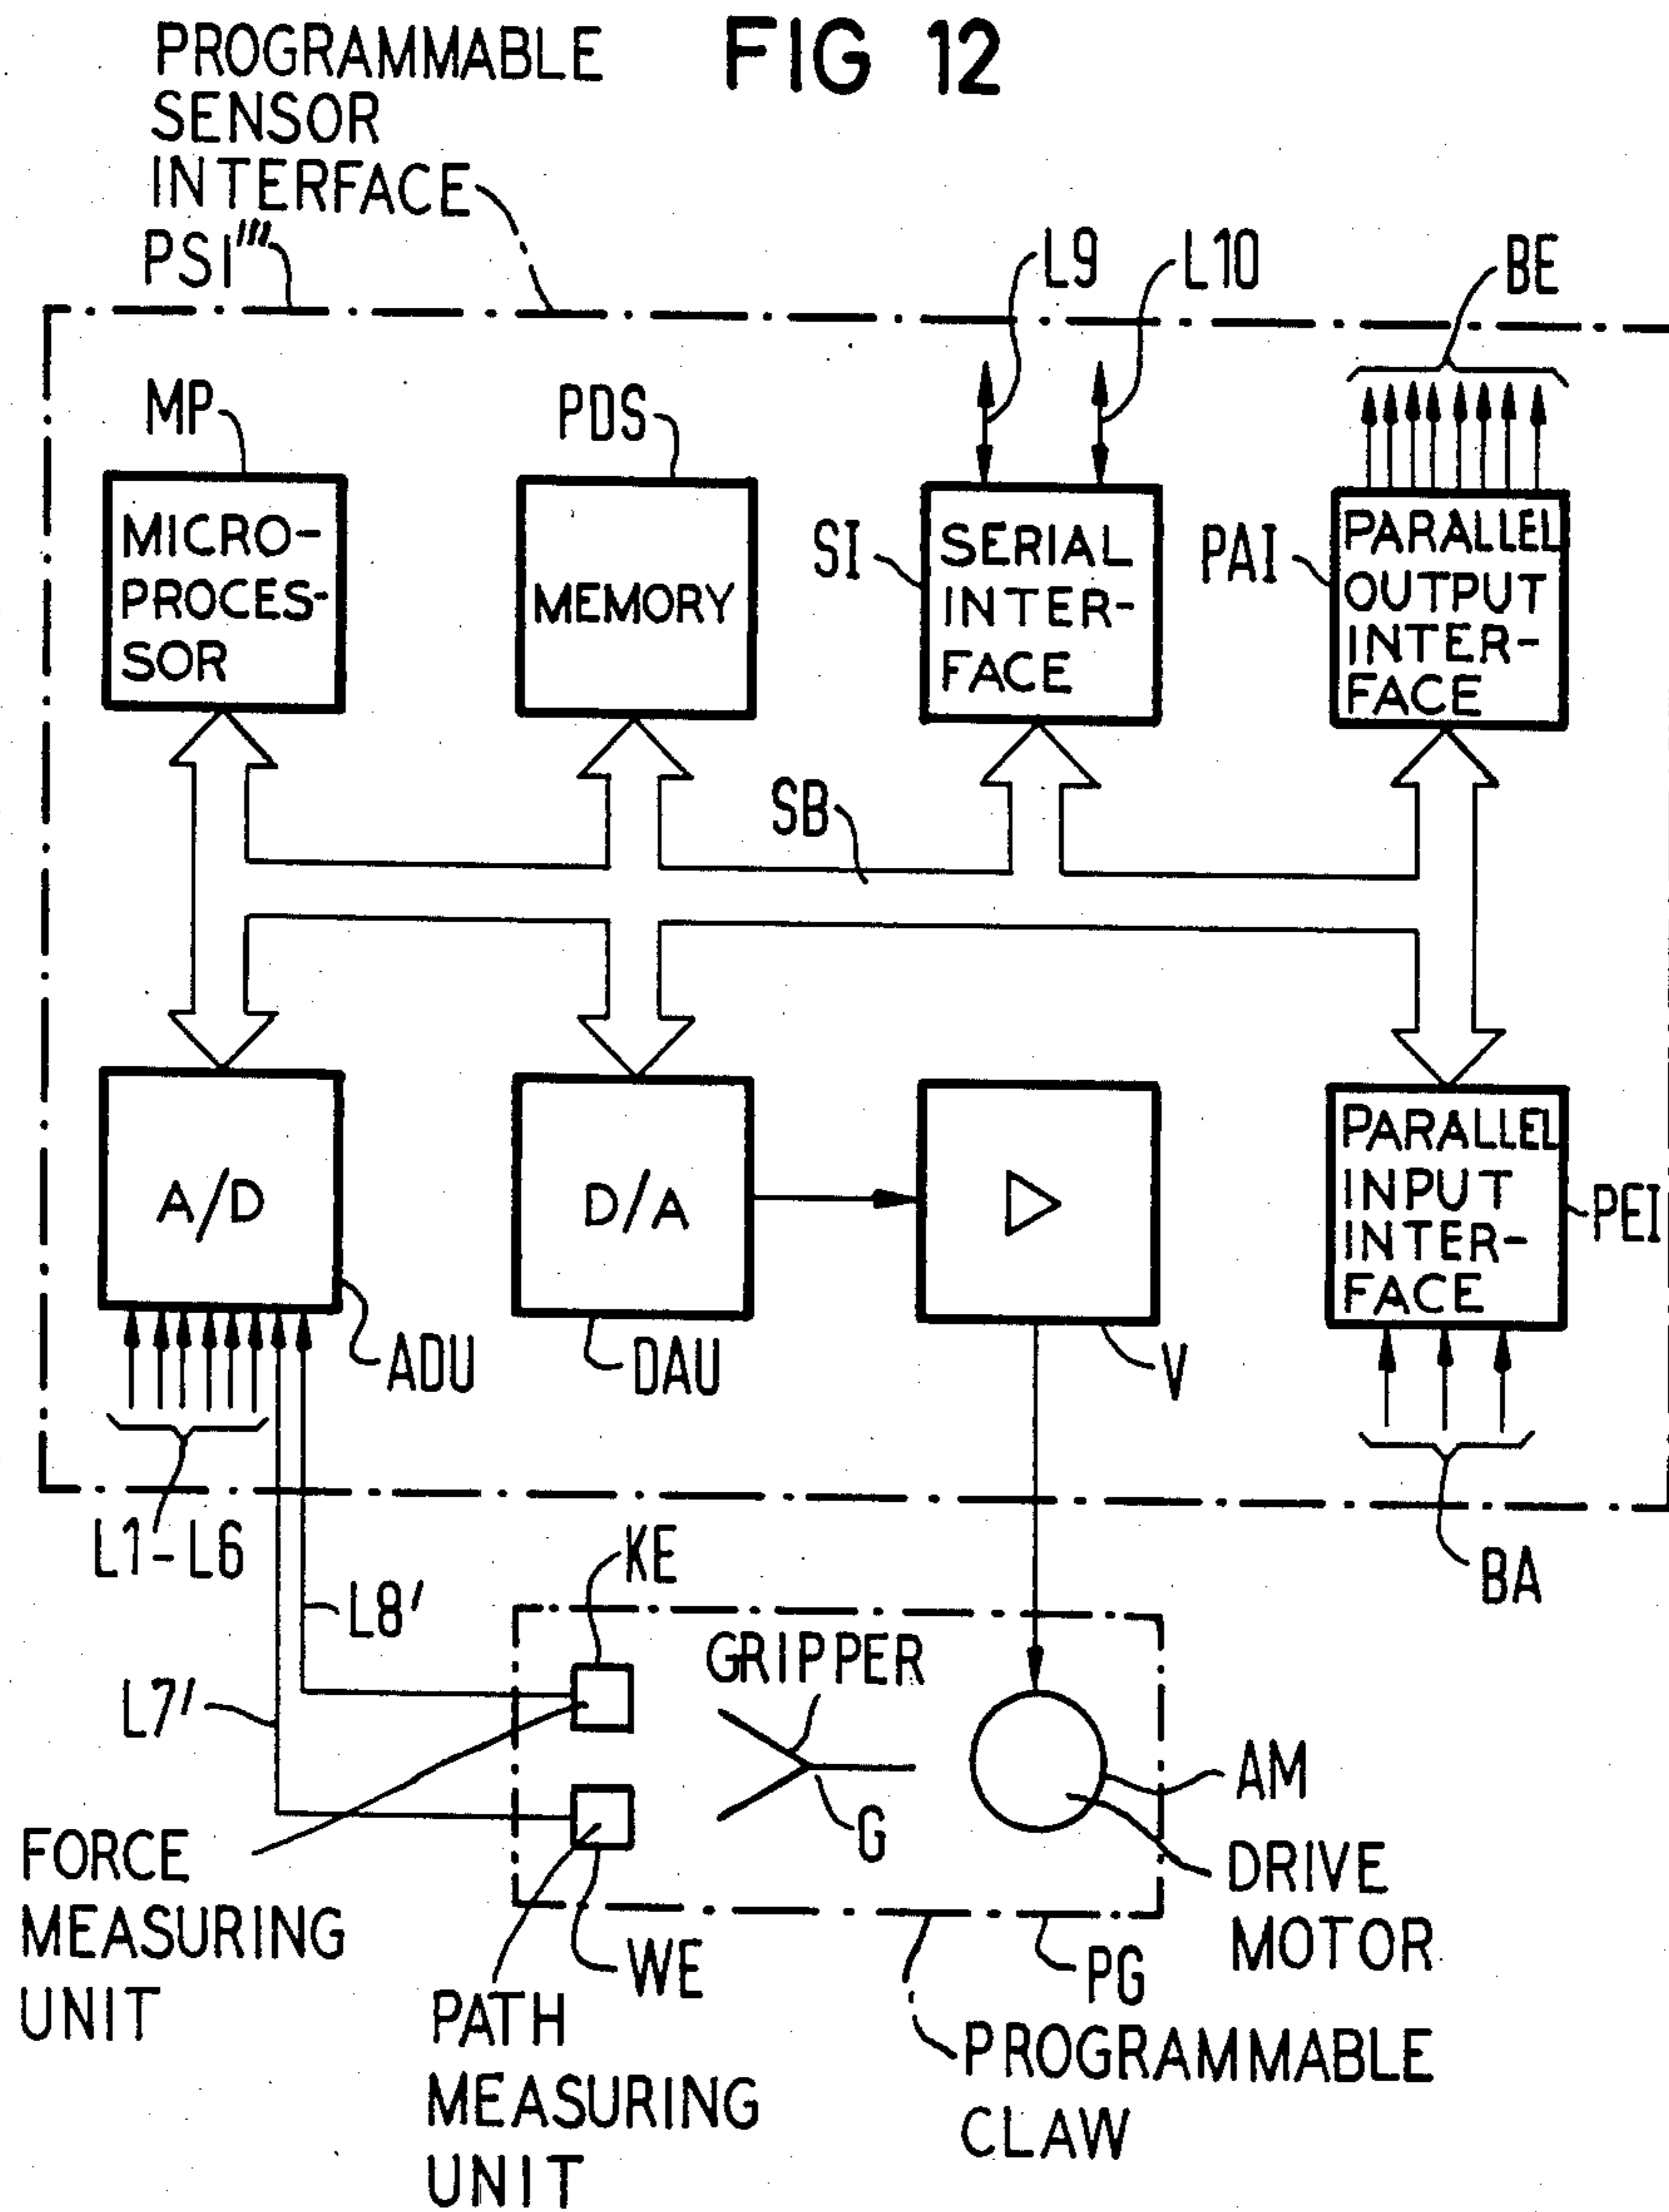 FIG 12
PROGRAMMABLE
SENSOR
INTERFACE
PSI'''
L9
L10
BE
MP
PDS
SI
PAI
MICRO-
PROCES-
SOR
MEMORY
SERIAL
INTER-
FACE
PARALLEL
OUTPUT
INTER-
FACE
SB
A/D
D/A
PARALLEL
INPUT
INTER-
FACE
PEI
ADU
DAU
V
L1-L6
BA
L8'
KE
L7'
GRIPPER
G
AM
DRIVE
MOTOR
FORCE
MEASURING
UNIT
WE
PG
PATH
MEASURING
UNIT
PROGRAMMABLE
CLAW